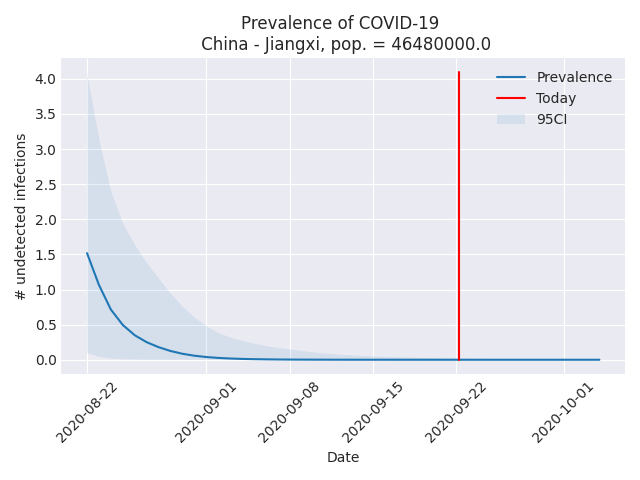 Prevalence of COVID-19
China - Jiangxi, pop. = 46480000.0
Prevalence
Today
95CI
# undetected infections
4.0
3.5
3.0
2.5
2.0
1.5
1.0
0.5
0.0
2020-08-22
2020-09-01
2020-09-08
2020-09-15
2020-09-22
2020-10-01
Date